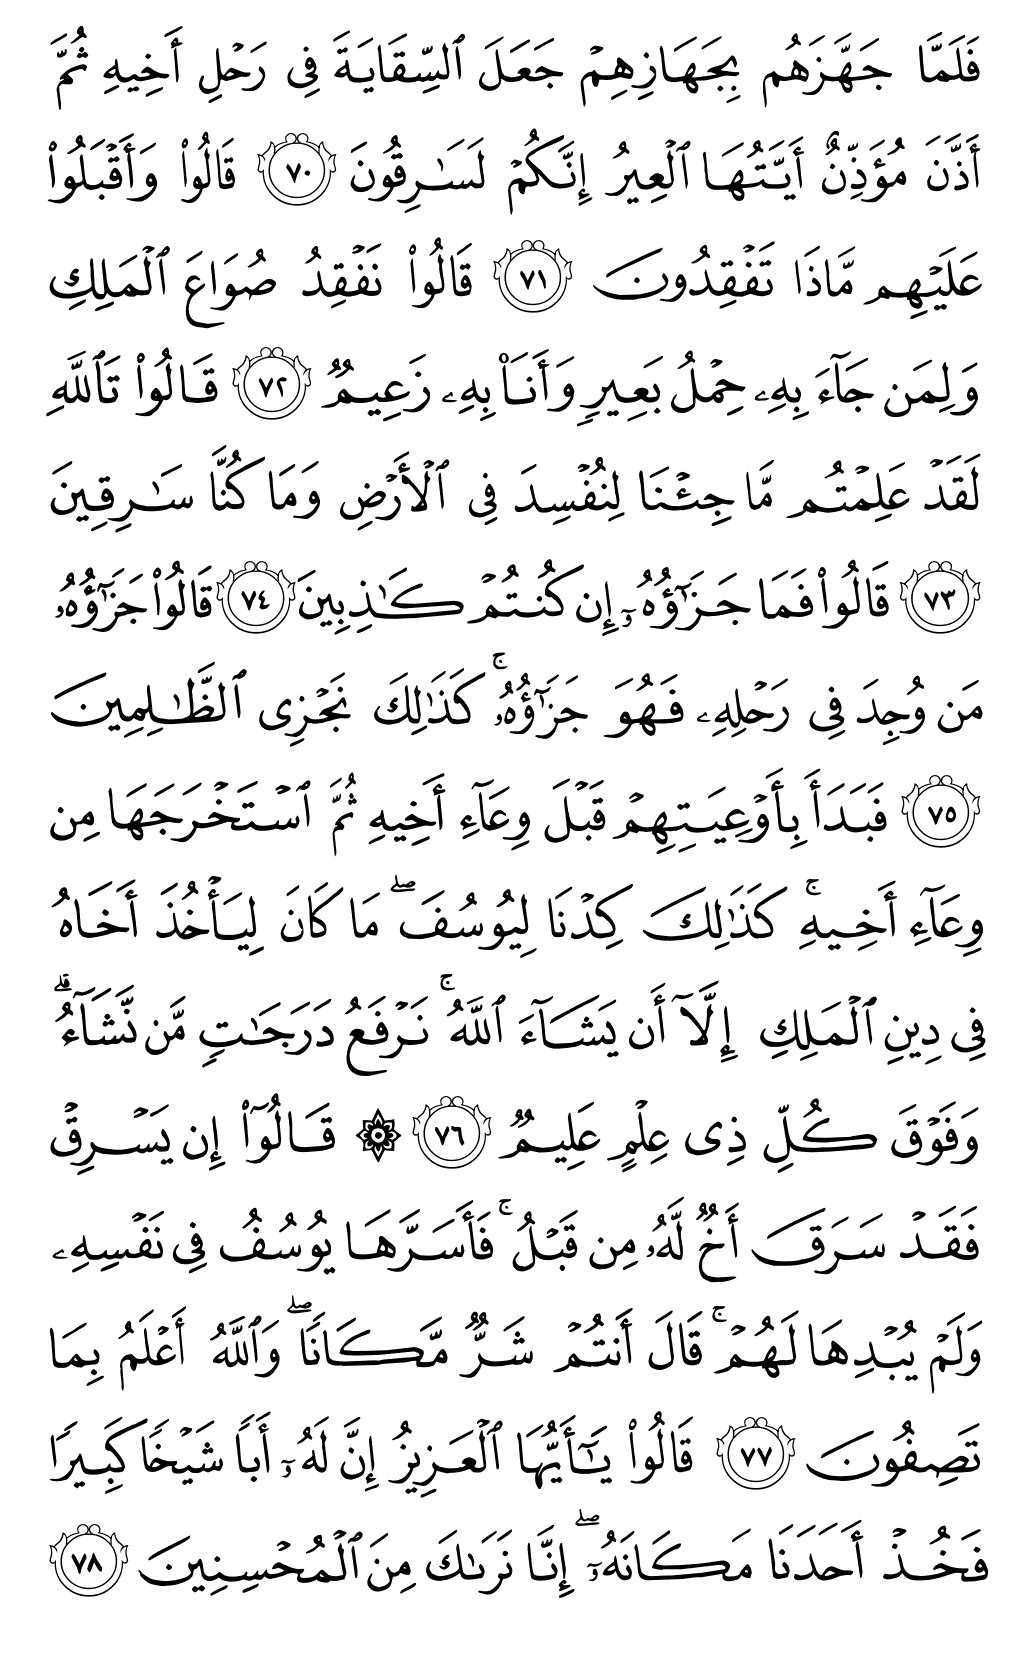 فَلَمَّا جَهَّزَهُم بِجَهَازِهِمْ جَعَلَ ٱلسِّقَايَةَ فِى رَحْلِ أَخِيهِ ثُمَّ
أَذَّنَ مُؤَذِّنٌ أَيَّتُهَا ٱلْعِيرُ إِنَّكُمْ لَسَـٰرِقُونَ ٧٠ قَالُوا۟ وَأَقْبَلُوا۟
عَلَيْهِم مَّاذَا تَفْقِدُونَ ٧١ قَالُوا۟ نَفْقِدُ صُوَاعَ ٱلْمَلِكِ
وَلِمَن جَآءَ بِهِۦ حِمْلُ بَعِيرٍ وَأَنَا۠ بِهِۦ زَعِيمٌ ٧٢ قَالُوا۟ تَٱللَّهِ
لَقَدْ عَلِمْتُم مَّا جِئْنَا لِنُفْسِدَ فِى ٱلْأَرْضِ وَمَا كُنَّا سَـٰرِقِينَ
٧٣ قَالُوا۟ فَمَا جَزَٰٓؤُهُۥٓ إِن كُنتُمْ كَـٰذِبِينَ ٧٤ قَالُوا۟ جَزَٰٓؤُهُۥ
مَن وُجِدَ فِى رَحْلِهِۦ فَهُوَ جَزَٰٓؤُهُۥ ۚ كَذَٰلِكَ نَجْزِى ٱلظَّـٰلِمِينَ
٧٥ فَبَدَأَ بِأَوْعِيَتِهِمْ قَبْلَ وِعَآءِ أَخِيهِ ثُمَّ ٱسْتَخْرَجَهَا مِن
وِعَآءِ أَخِيهِ ۚ كَذَٰلِكَ كِدْنَا لِيُوسُفَ ۖ مَا كَانَ لِيَأْخُذَ أَخَاهُ
فِى دِينِ ٱلْمَلِكِ إِلَّآ أَن يَشَآءَ ٱللَّهُ ۚ نَرْفَعُ دَرَجَـٰتٍ مَّن نَّشَآءُ ۗ
وَفَوْقَ كُلِّ ذِى عِلْمٍ عَلِيمٌ ٧٦ ۞ قَالُوٓا۟ إِن يَسْرِقْ
فَقَدْ سَرَقَ أَخٌ لَّهُۥ مِن قَبْلُ ۚ فَأَسَرَّهَا يُوسُفُ فِى نَفْسِهِۦ
وَلَمْ يُبْدِهَا لَهُمْ ۚ قَالَ أَنتُمْ شَرٌّ مَّكَانًا ۖ وَٱللَّهُ أَعْلَمُ بِمَا
تَصِفُونَ ٧٧ قَالُوا۟ يَـٰٓأَيُّهَا ٱلْعَزِيزُ إِنَّ لَهُۥٓ أَبًا شَيْخًا كَبِيرًا
فَخُذْ أَحَدَنَا مَكَانَهُۥٓ ۖ إِنَّا نَرَىٰكَ مِنَ ٱلْمُحْسِنِينَ ٧٨